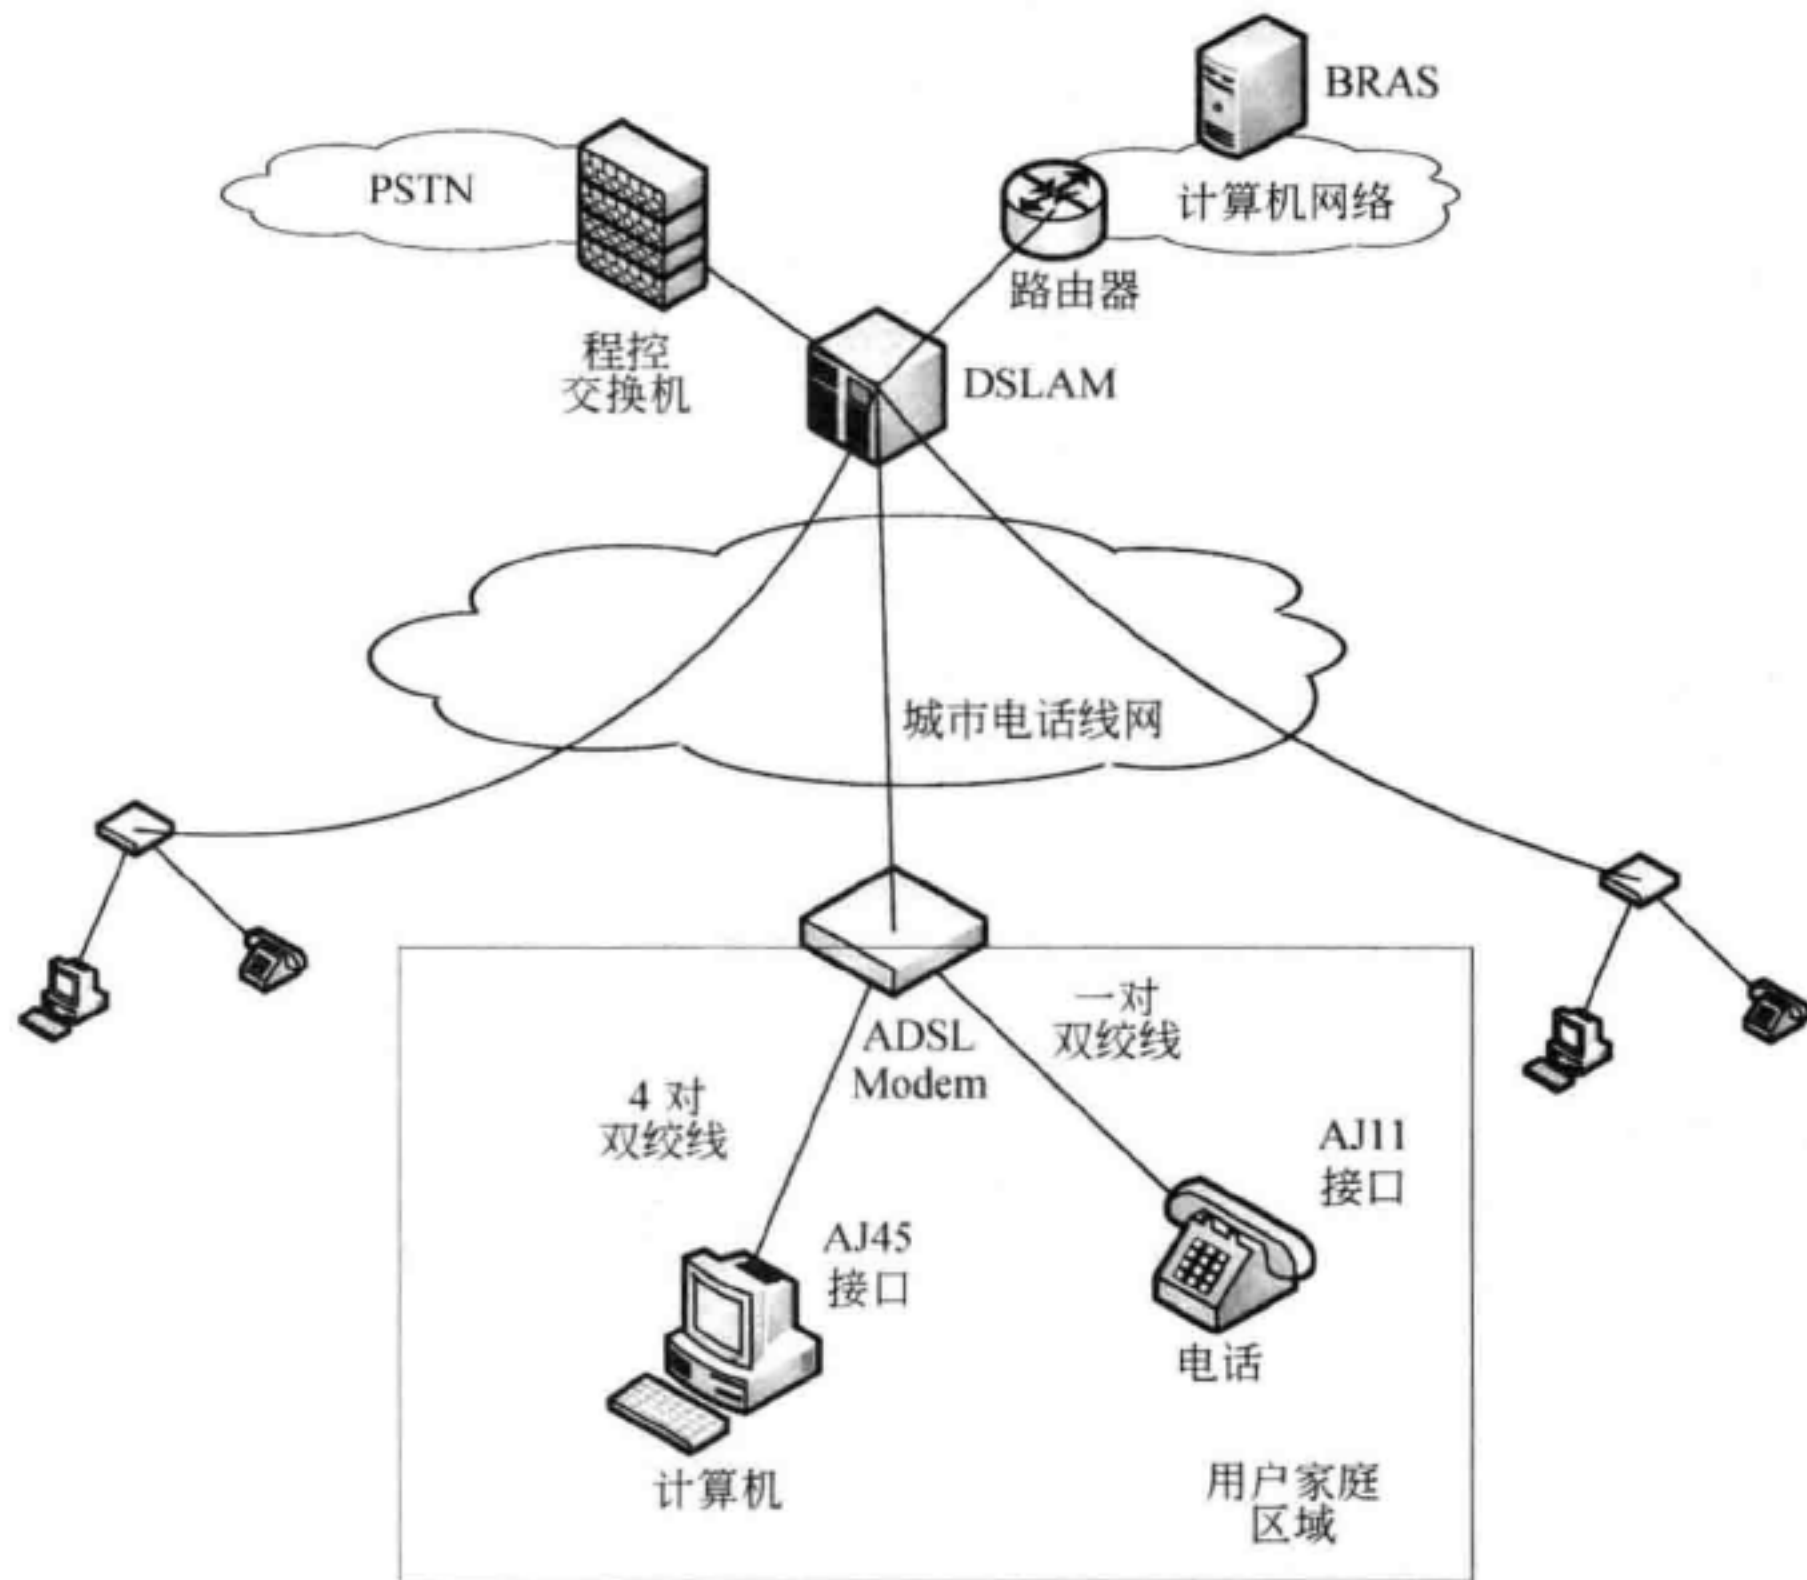 BRAS
PSTN
计算机网络
路由器
程控
交换机
DSLAM
城市电话线网
一对
双绞线
ADSL
Modem
4 对
双绞线
AJ11
接口
AJ45
接口
电话
计算机
用户家庭
区域